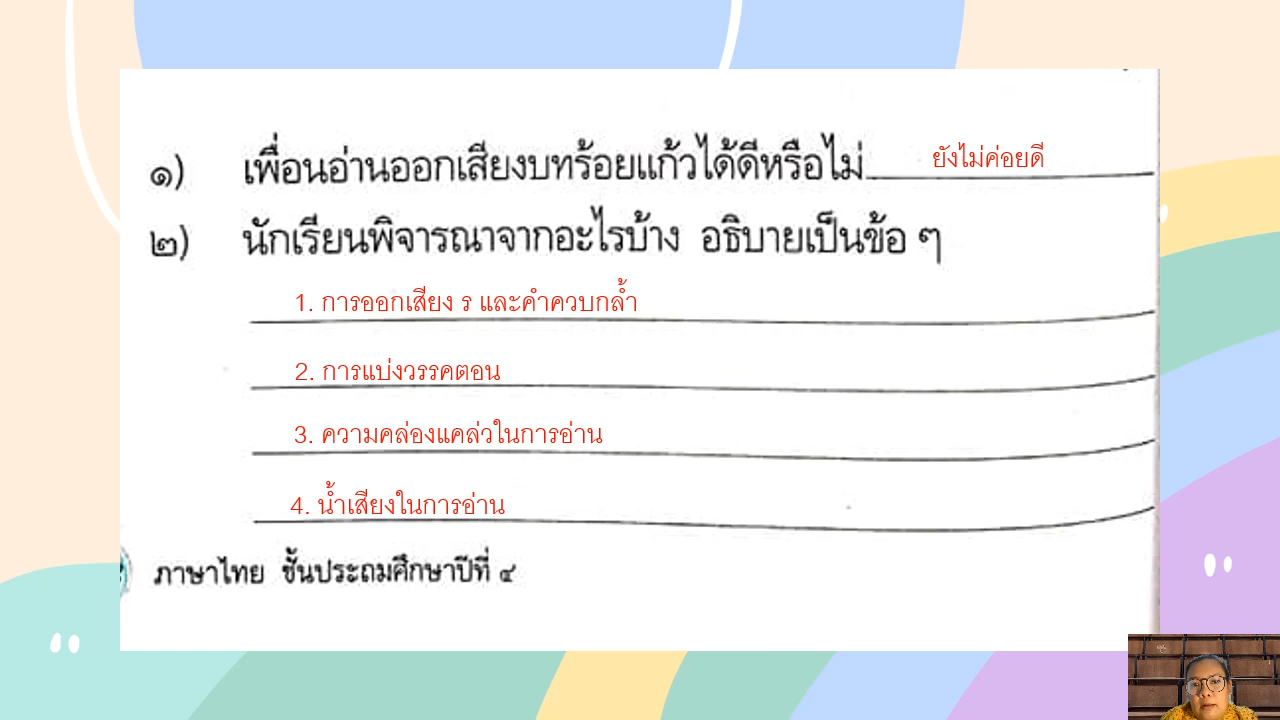 ๑) เพื่อนอ่านออกเสียงบทร้อยแก้วได้ดีหรือไม่ ยังไม่ค่อยดี
๒) นักเรียนพิจารณาจากอะไรบ้าง อธิบายเป็นข้อ ๆ
1. การออกเสียง ร และคำควบกล้ำ
2. การแบ่งวรรคตอน
3. ความคล่องแคล่วในการอ่าน
4. น้ำเสียงในการอ่าน
ภาษาไทย ชั้นประถมศึกษาปีที่ ๔